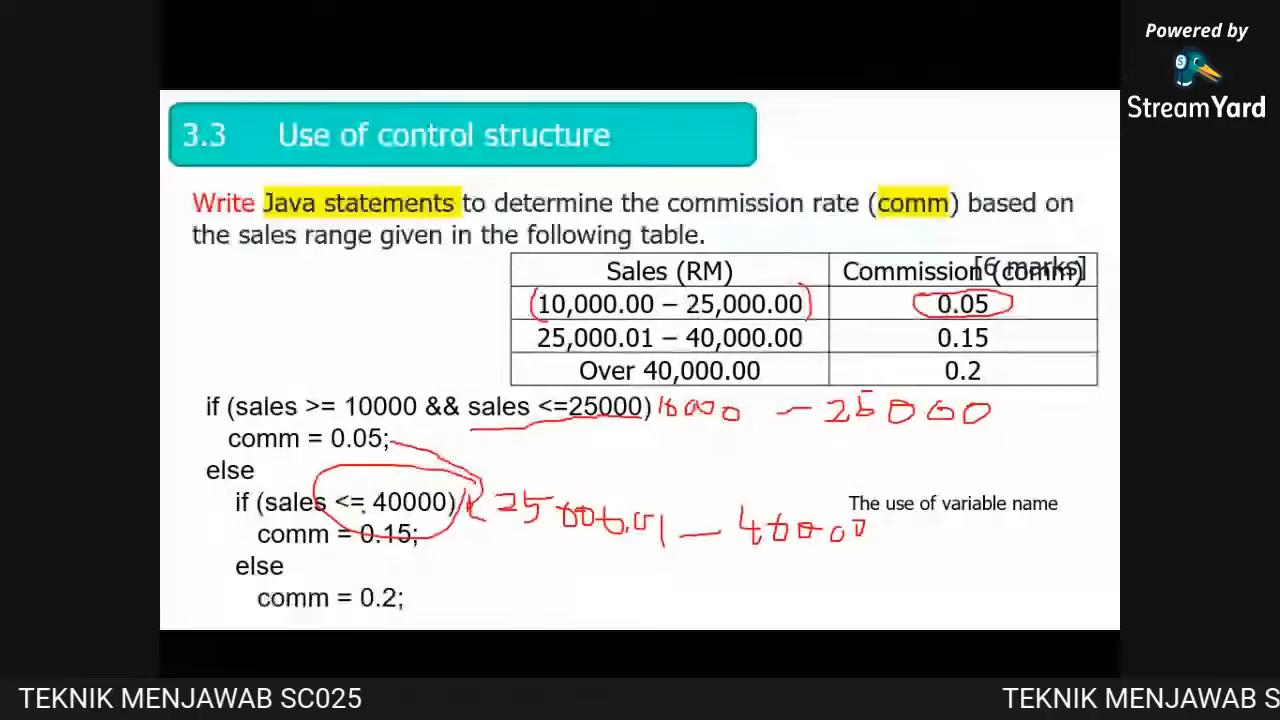 Powered by
StreamYard
3.3 Use of control structure
Write Java statements to determine the commission rate (comm) based on
the sales range given in the following table.
[6 marks]
Sales (RM) Commission (comm)
10,000.00 – 25,000.00 0.05
25,000.01 – 40,000.00 0.15
Over 40,000.00 0.2
if (sales >= 10000 && sales <=25000) 10000 – 25000
comm = 0.05;
else
if (sales <= 40000) 25000.01 – 40000
The use of variable name
comm = 0.15;
else
comm = 0.2;
TEKNIK MENJAWAB SC025 TEKNIK MENJAWAB S